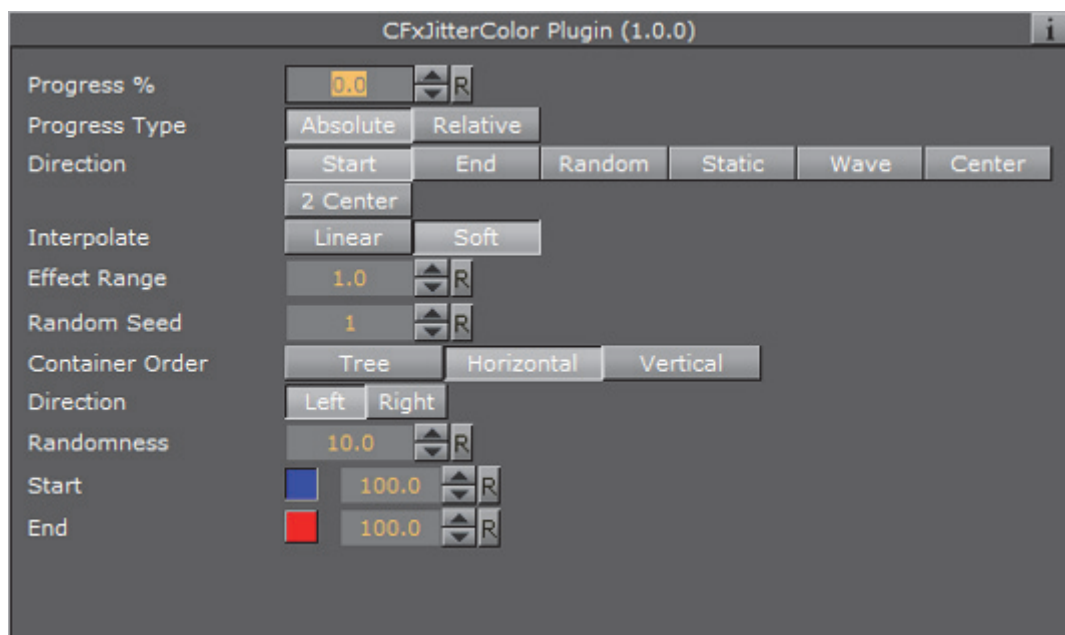 CFxJitterColor Plugin (1.0.0) i
Progress % 0.0 R
Progress Type Absolute Relative
Direction Start End Random Static Wave Center
2 Center
Interpolate Linear Soft
Effect Range 1.0 R
Random Seed 1 R
Container Order Tree Horizontal Vertical
Direction Left Right
Randomness 10.0 R
Start 100.0 R
End 100.0 R